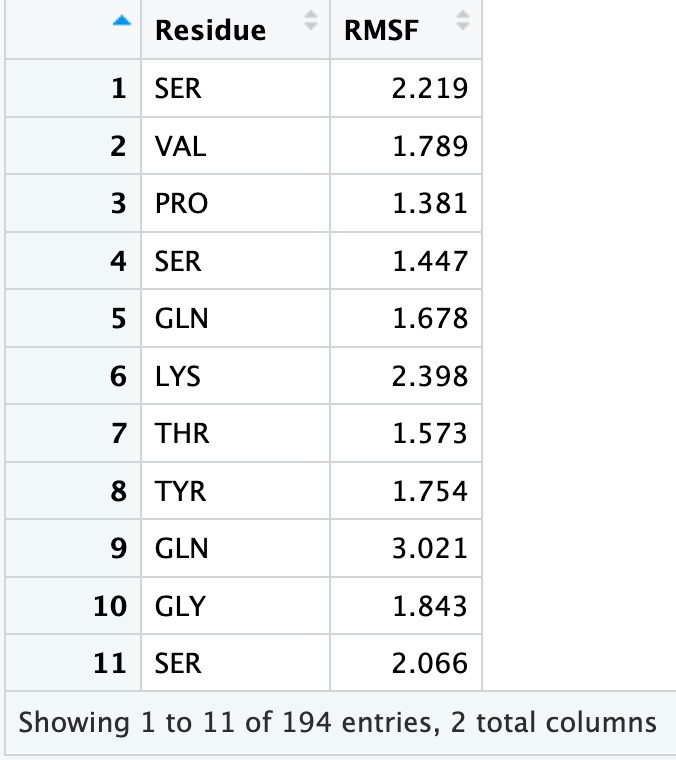 Residue RMSF
1 SER 2.219
2 VAL 1.789
3 PRO 1.381
4 SER 1.447
5 GLN 1.678
6 LYS 2.398
7 THR 1.573
8 TYR 1.754
9 GLN 3.021
10 GLY 1.843
11 SER 2.066
Showing 1 to 11 of 194 entries, 2 total columns